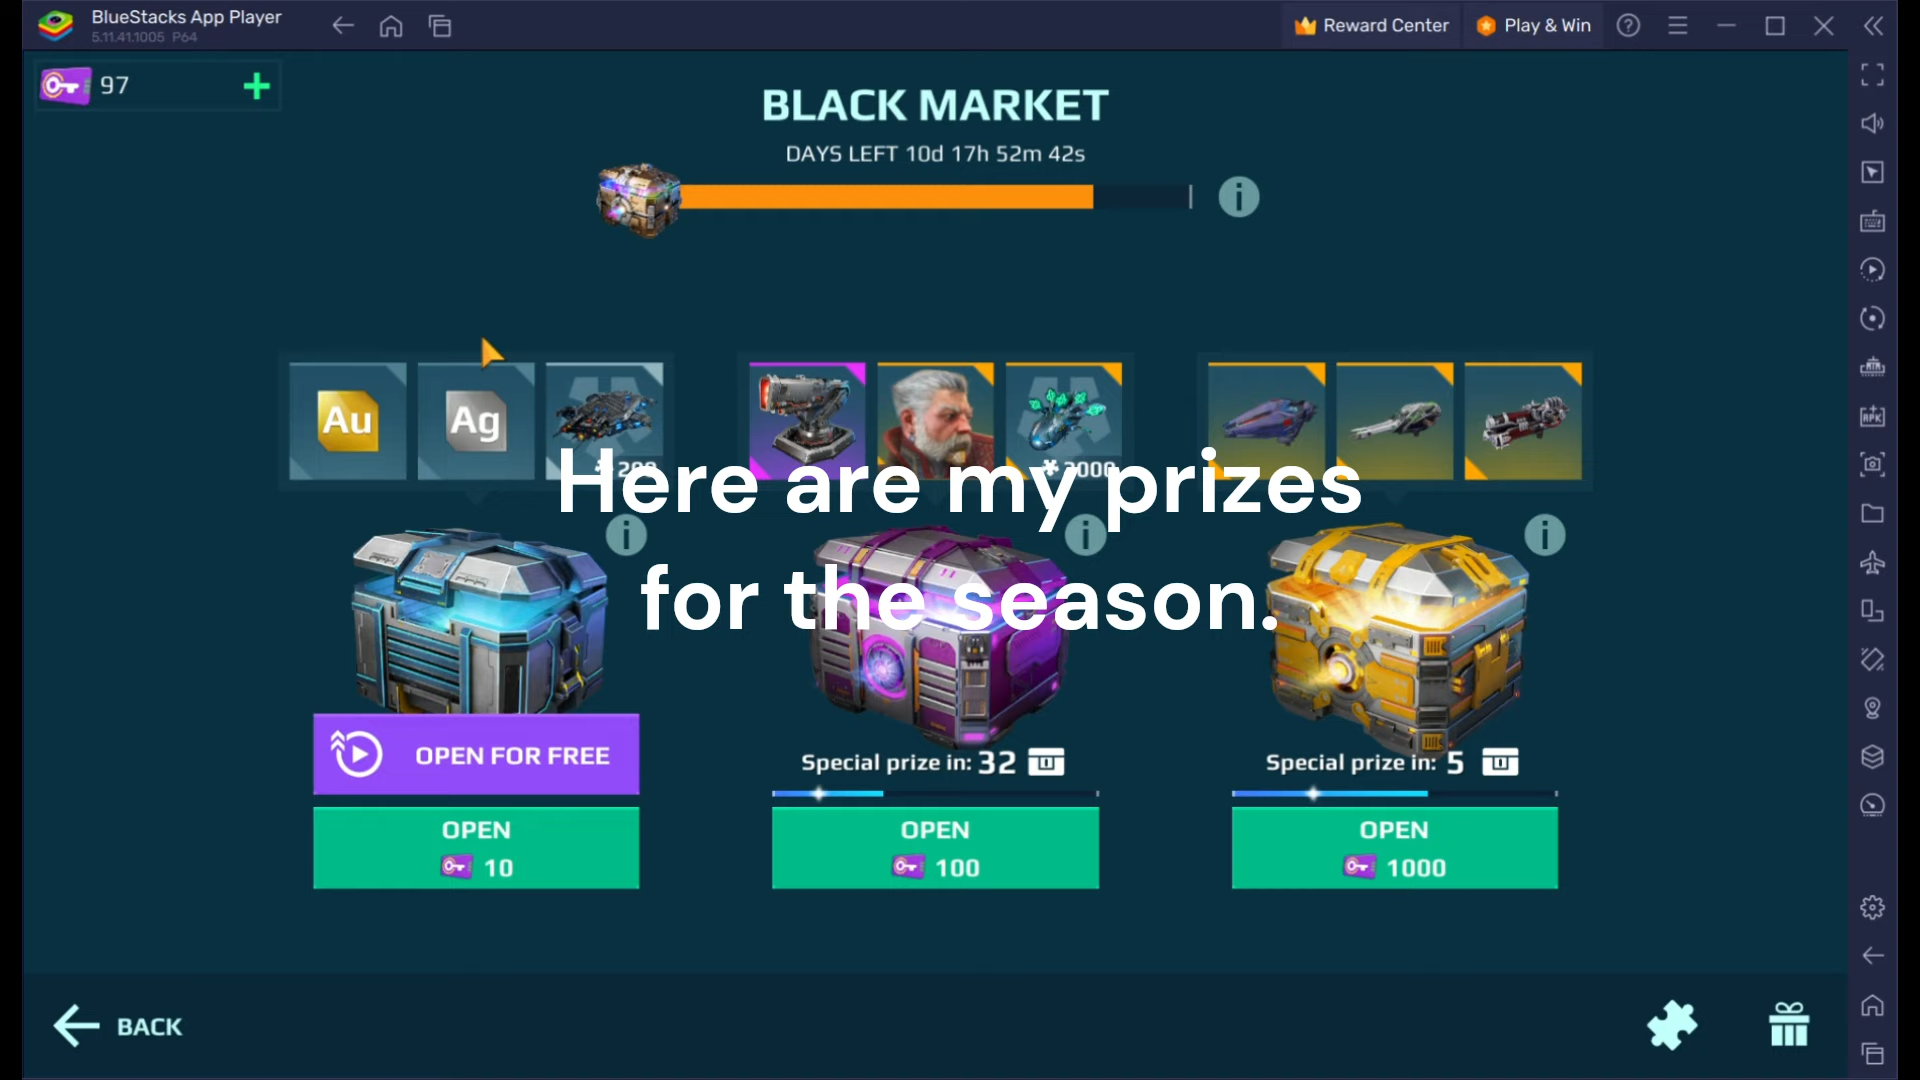 BlueStacks App Player
5.11.41.1005 P64
Reward Center
Play & Win
97
BLACK MARKET
DAYS LEFT 10d 17h 52m 42s
Au
Ag
Here are my prizes
for the season.
OPEN FOR FREE
OPEN
10
Special prize in: 32
OPEN
100
Special prize in: 5
OPEN
1000
BACK